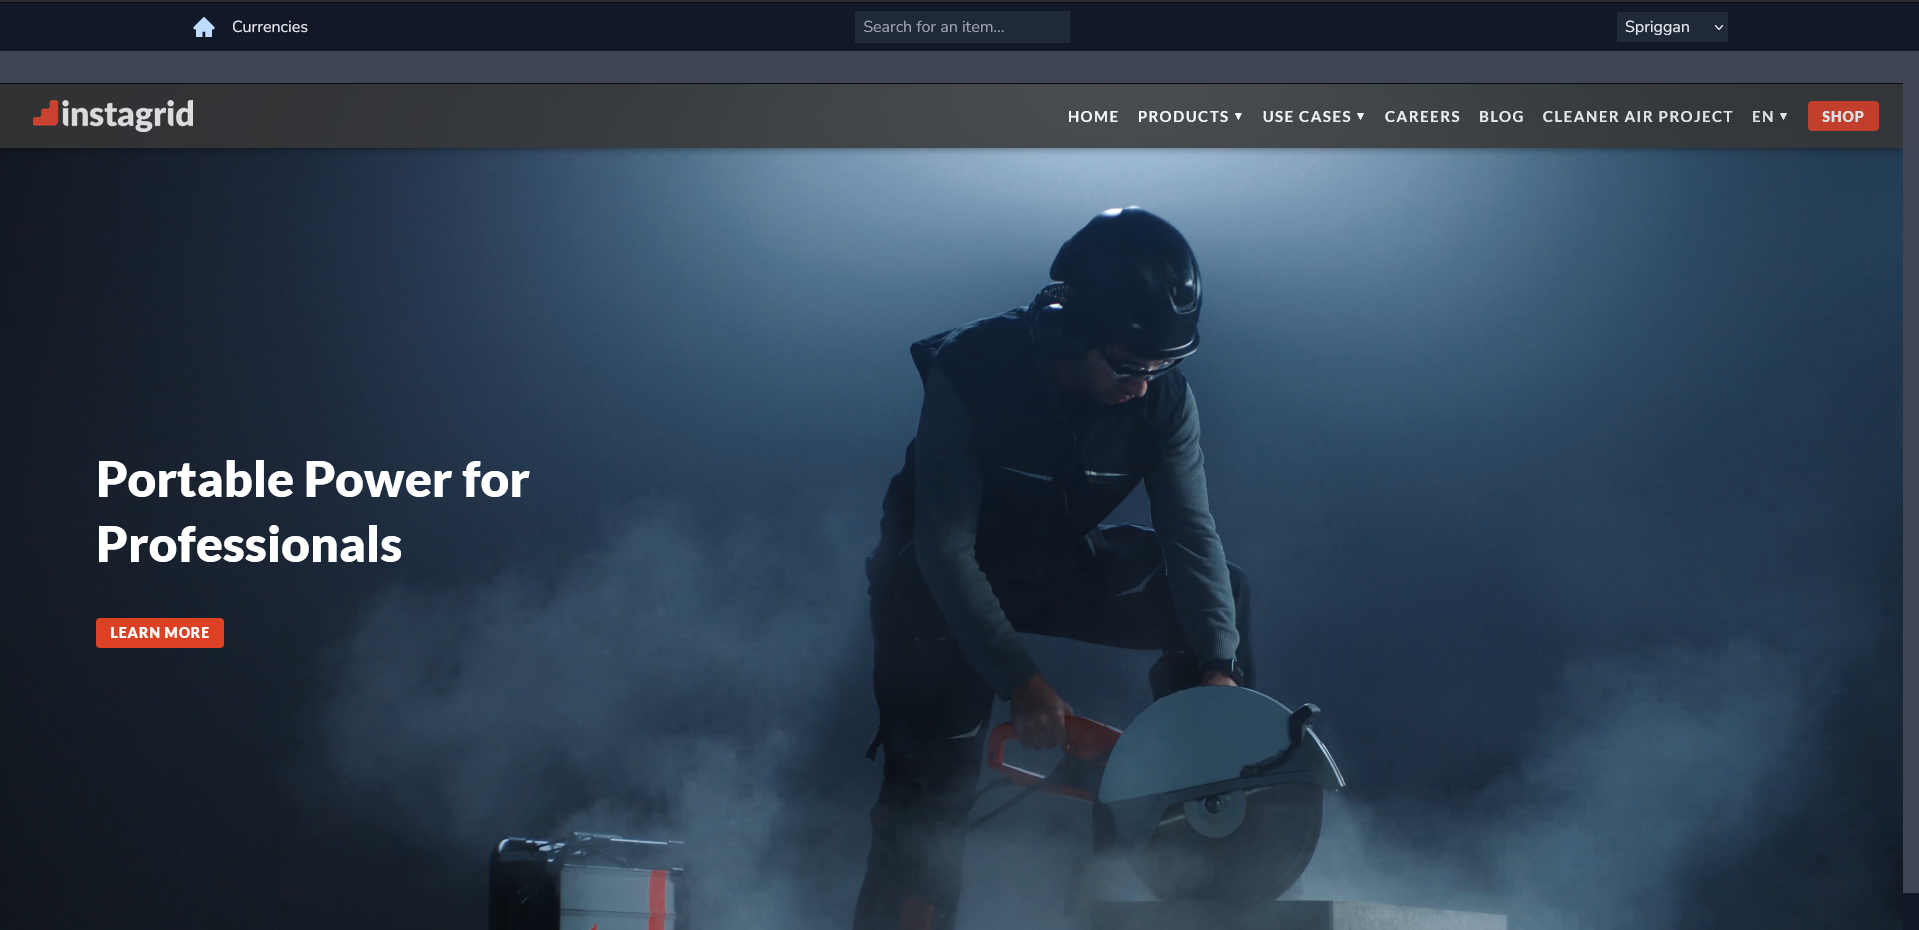 Currencies
Search for an item...
Spriggan
instagrid
HOME PRODUCTS ▼ USE CASES ▼ CAREERS BLOG CLEANER AIR PROJECT EN ▼ SHOP
Portable Power for
Professionals
LEARN MORE